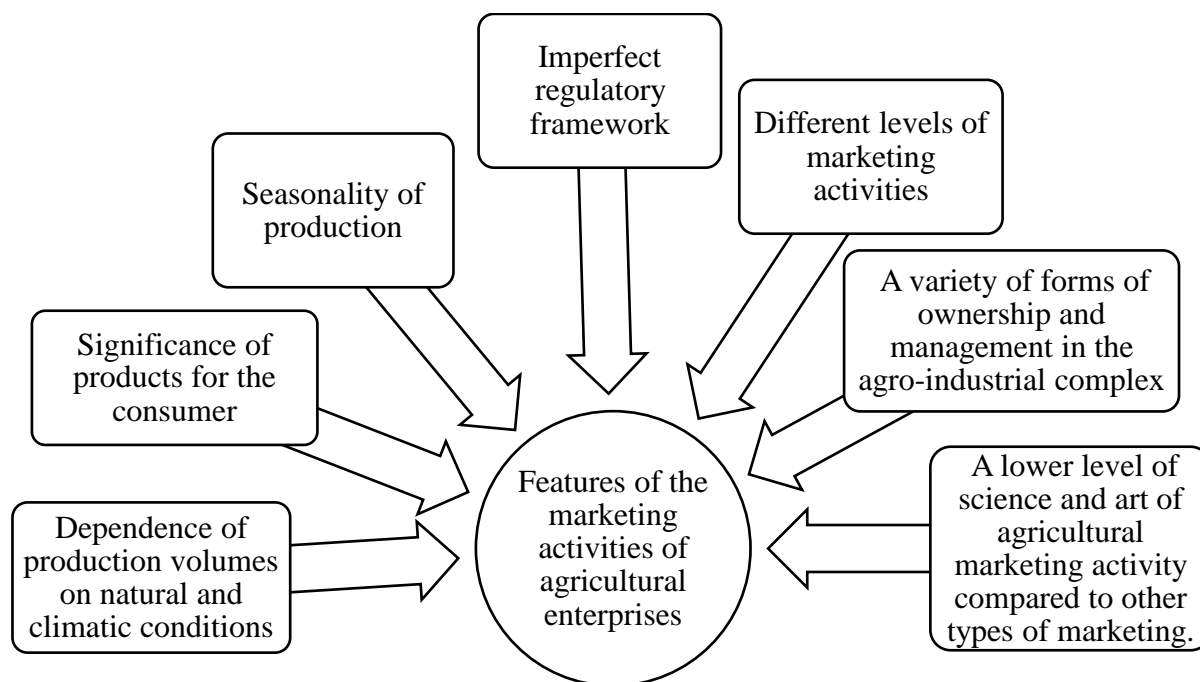 Imperfect
regulatory
framework
Different levels of
marketing
activities
Seasonality of
production
A variety of forms of
ownership and
management in the
agro-industrial complex
Significance of
products for the
consumer
Features of the
marketing
activities of
agricultural
enterprises
A lower level of
science and art of
agricultural
marketing activity
compared to other
types of marketing.
Dependence of
production volumes
on natural and
climatic conditions